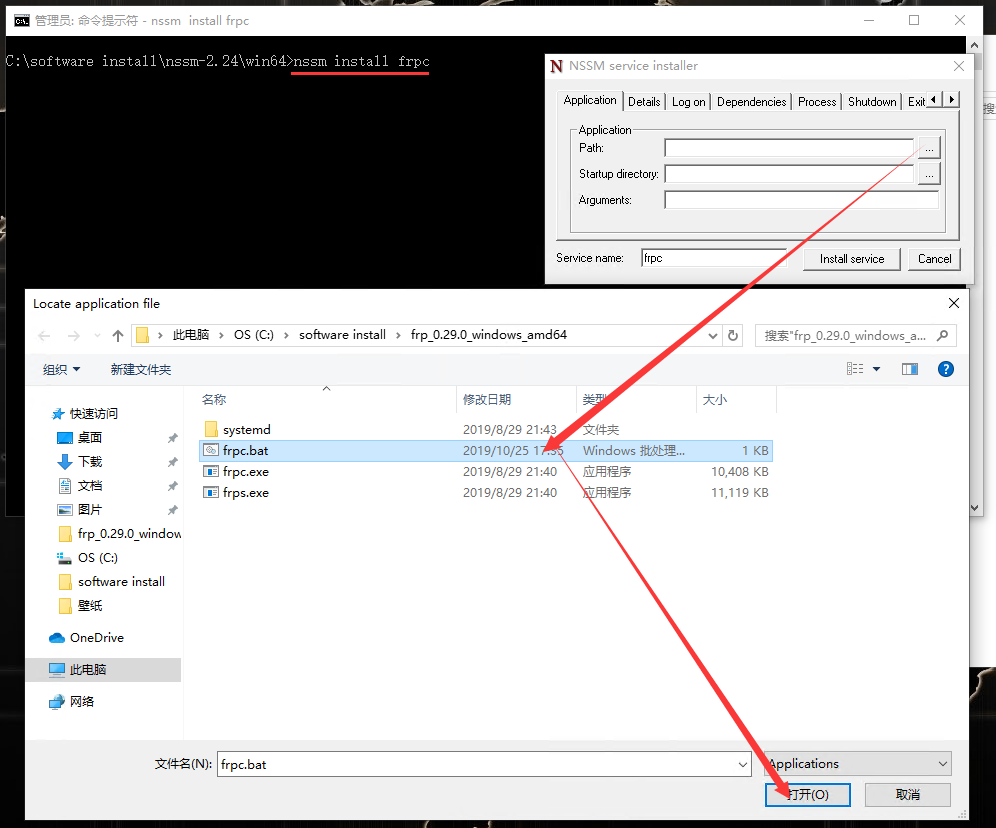 管理员: 命令提示符 - nssm  install frpc
C:\software install\nssm-2.24\win64>nssm install frpc
NSSM service installer
Application Details Log on Dependencies Process Shutdown Exit
Application
Path:
...
Startup directory:
...
Arguments:
Service name: frpc Install service Cancel
搜
Locate application file
此电脑 › OS (C:) › software install › frp_0.29.0_windows_amd64
搜索"frp_0.29.0_windows_a...
组织 新建文件夹
名称 修改日期 类型 大小
systemd 2019/8/29 21:43 文件夹
frpc.bat 2019/10/25 Windows 批处理... 1 KB
frpc.exe 2019/8/29 21:40 应用程序 10,408 KB
frps.exe 2019/8/29 21:40 应用程序 11,119 KB
快速访问
桌面
下载
文档
图片
frp_0.29.0_window
OS (C:)
software install
壁纸
OneDrive
此电脑
网络
文件名(N): frpc.bat Applications
打开(O) 取消